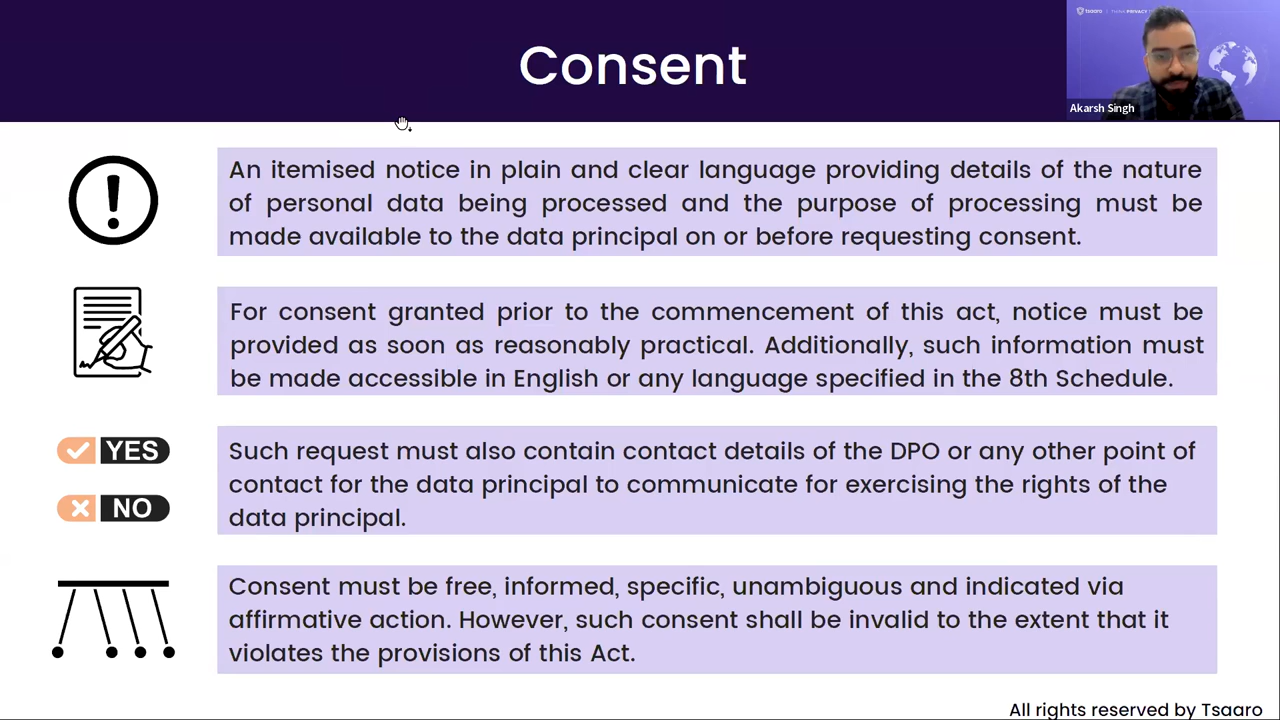 Consent
tsaaro
PRIVACY
Akarsh Singh
An itemised notice in plain and clear language providing details of the nature
of personal data being processed and the purpose of processing must be
made available to the data principal on or before requesting consent.
For consent granted prior to the commencement of this act, notice must be
provided as soon as reasonably practical. Additionally, such information must
be made accessible in English or any language specified in the 8th Schedule.
YES
NO
Such request must also contain contact details of the DPO or any other point of
contact for the data principal to communicate for exercising the rights of the
data principal.
Consent must be free, informed, specific, unambiguous and indicated via
affirmative action. However, such consent shall be invalid to the extent that it
violates the provisions of this Act.
All rights reserved by Tsaaro